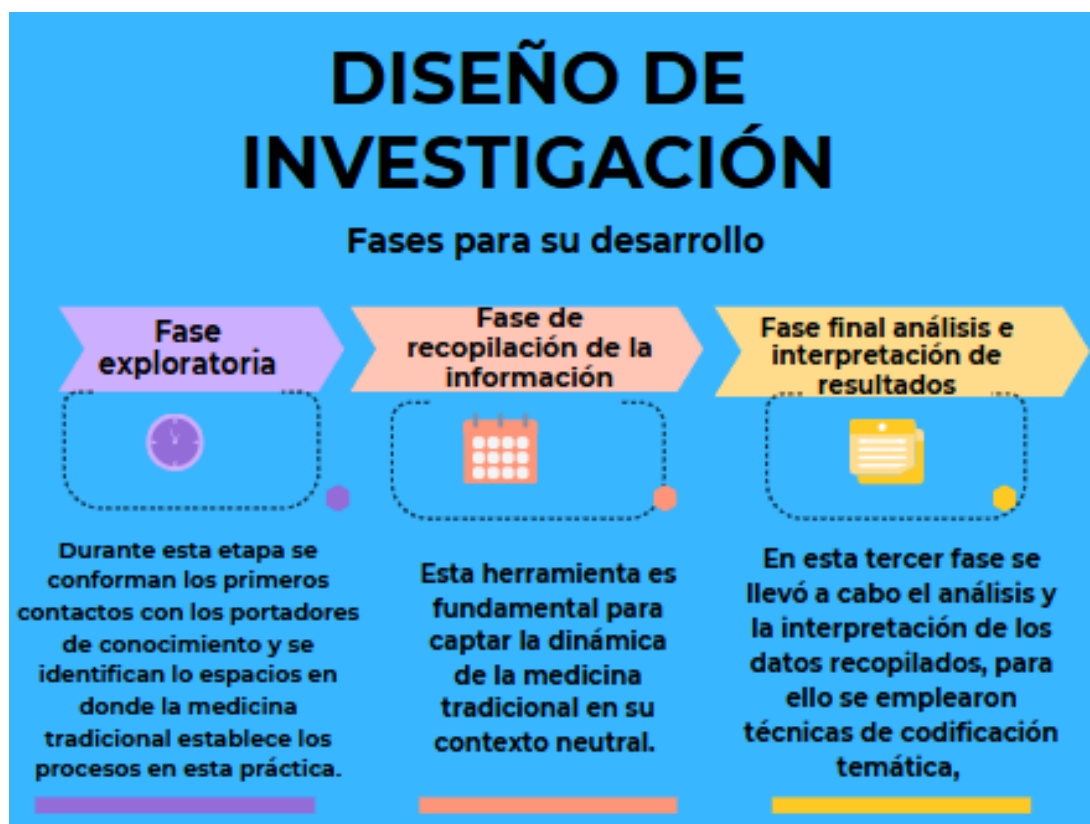 DISEÑO DE
INVESTIGACIÓN
Fases para su desarrollo
Fase
exploratoria
Durante esta etapa se
conforman los primeros
contactos con los portadores
de conocimiento y se
identifican lo espacios en
donde la medicina
tradicional establece los
procesos en esta práctica.
Fase de
recopilación de la
información
Esta herramienta es
fundamental para
captar la dinámica
de la medicina
tradicional en su
contexto neutral.
Fase final análisis e
interpretación de
resultados
En esta tercer fase se
llevó a cabo el análisis y
la interpretación de los
datos recopilados, para
ello se emplearon
técnicas de codificación
temática,